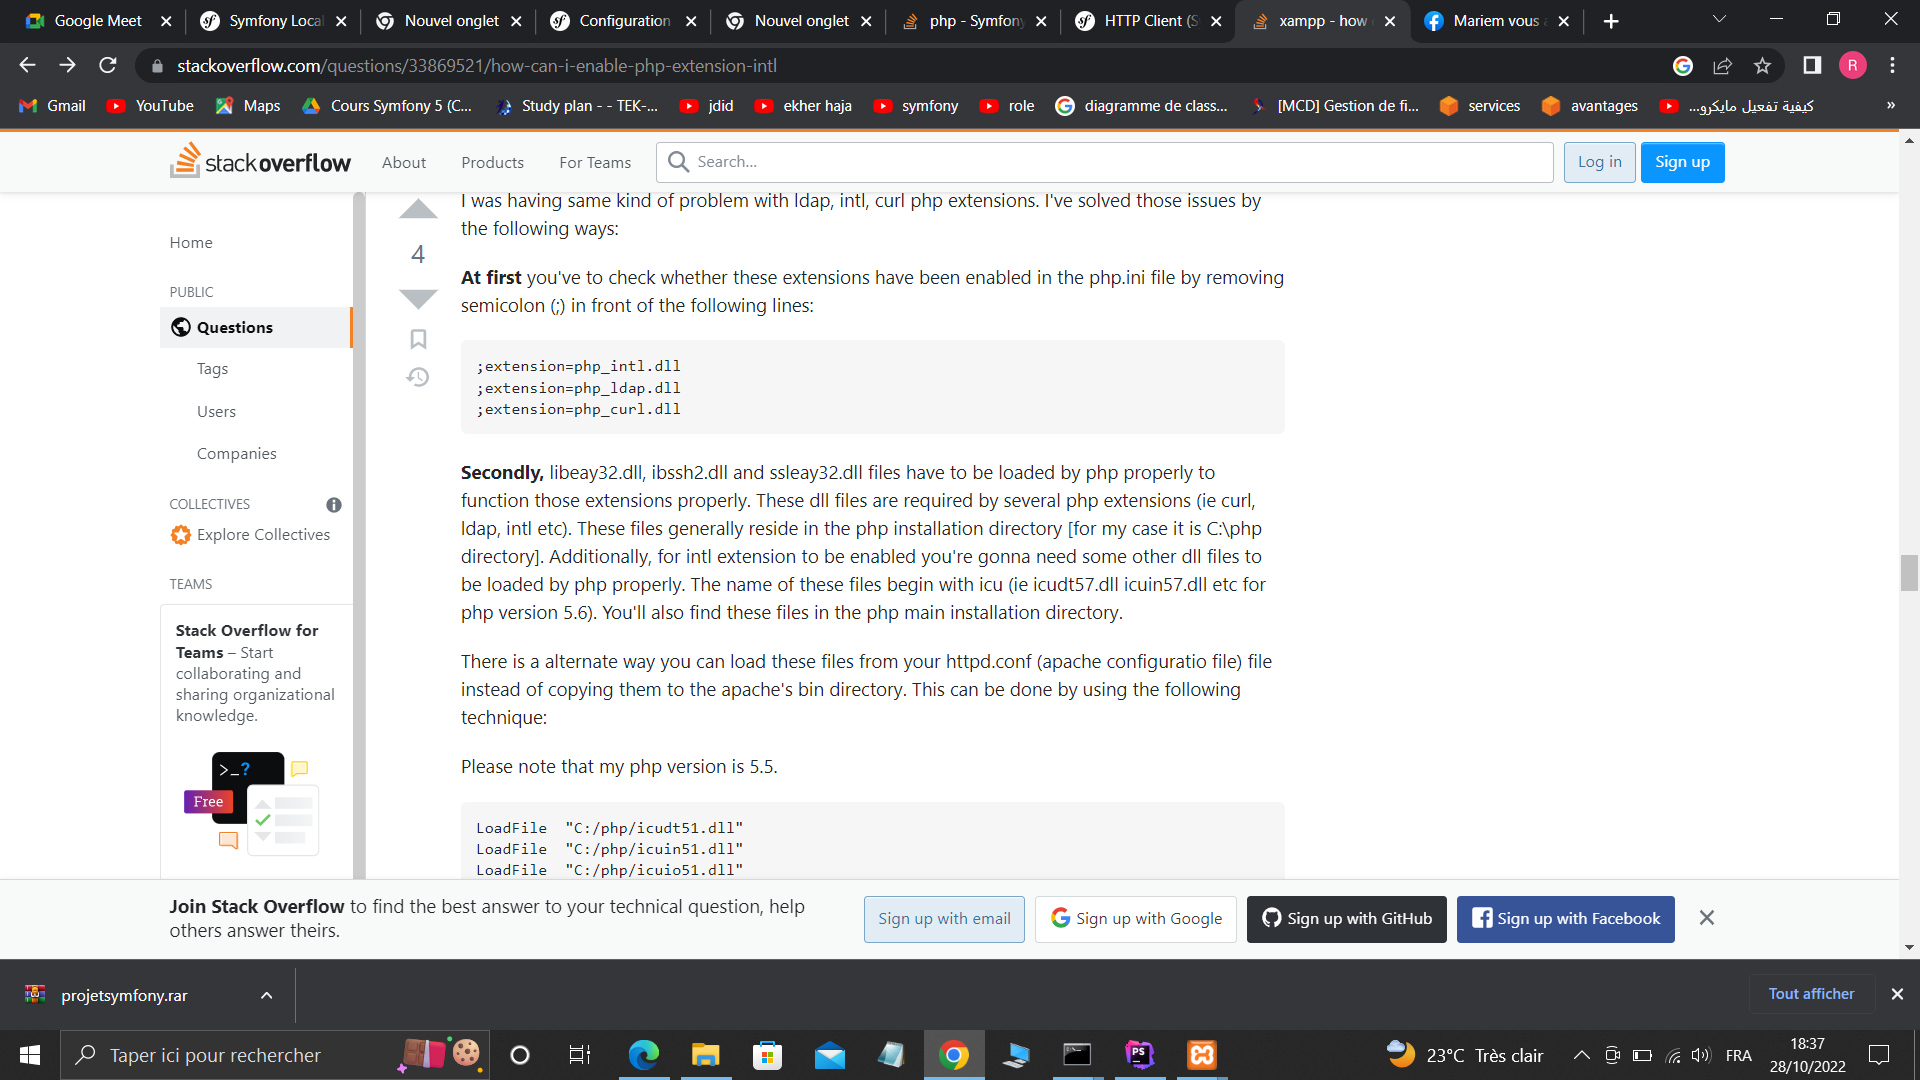 Google Meet
Symfony Local
Nouvel onglet
Configuration
Nouvel onglet
php - Symfony
HTTP Client (S
xampp - how
Mariem vous a
stackoverflow.com/questions/33869521/how-can-i-enable-php-extension-intl
R
Gmail
YouTube
Maps
Cours Symfony 5 (C...
Study plan - - TEK-...
jdid
ekher haja
symfony
role
diagramme de class...
[MCD] Gestion de fi...
services
avantages
كيفية تفعيل مايكرو...
»
stackoverflow
About
Products
For Teams
Search...
Log in
Sign up
Home
PUBLIC
Questions
Tags
Users
Companies
COLLECTIVES
Explore Collectives
TEAMS
Stack Overflow for
Teams – Start
collaborating and
sharing organizational
knowledge.
>_?
Free
4
I was having same kind of problem with ldap, intl, curl php extensions. I've solved those issues by
the following ways:
At first you've to check whether these extensions have been enabled in the php.ini file by removing
semicolon (;) in front of the following lines:
;extension=php_intl.dll
;extension=php_ldap.dll
;extension=php_curl.dll
Secondly, libeay32.dll, ibssh2.dll and ssleay32.dll files have to be loaded by php properly to
function those extensions properly. These dll files are required by several php extensions (ie curl,
ldap, intl etc). These files generally reside in the php installation directory [for my case it is C:\php
directory]. Additionally, for intl extension to be enabled you're gonna need some other dll files to
be loaded by php properly. The name of these files begin with icu (ie icudt57.dll icuin57.dll etc for
php version 5.6). You'll also find these files in the php main installation directory.
There is a alternate way you can load these files from your httpd.conf (apache configuratio file) file
instead of copying them to the apache's bin directory. This can be done by using the following
technique:
Please note that my php version is 5.5.
LoadFile "C:/php/icudt51.dll"
LoadFile "C:/php/icuin51.dll"
LoadFile "C:/php/icuio51.dll"
Join Stack Overflow to find the best answer to your technical question, help
others answer theirs.
Sign up with email
Sign up with Google
Sign up with GitHub
Sign up with Facebook
projetsymfony.rar
Tout afficher
Taper ici pour rechercher
PS
23°C Très clair
FRA
18:37
28/10/2022